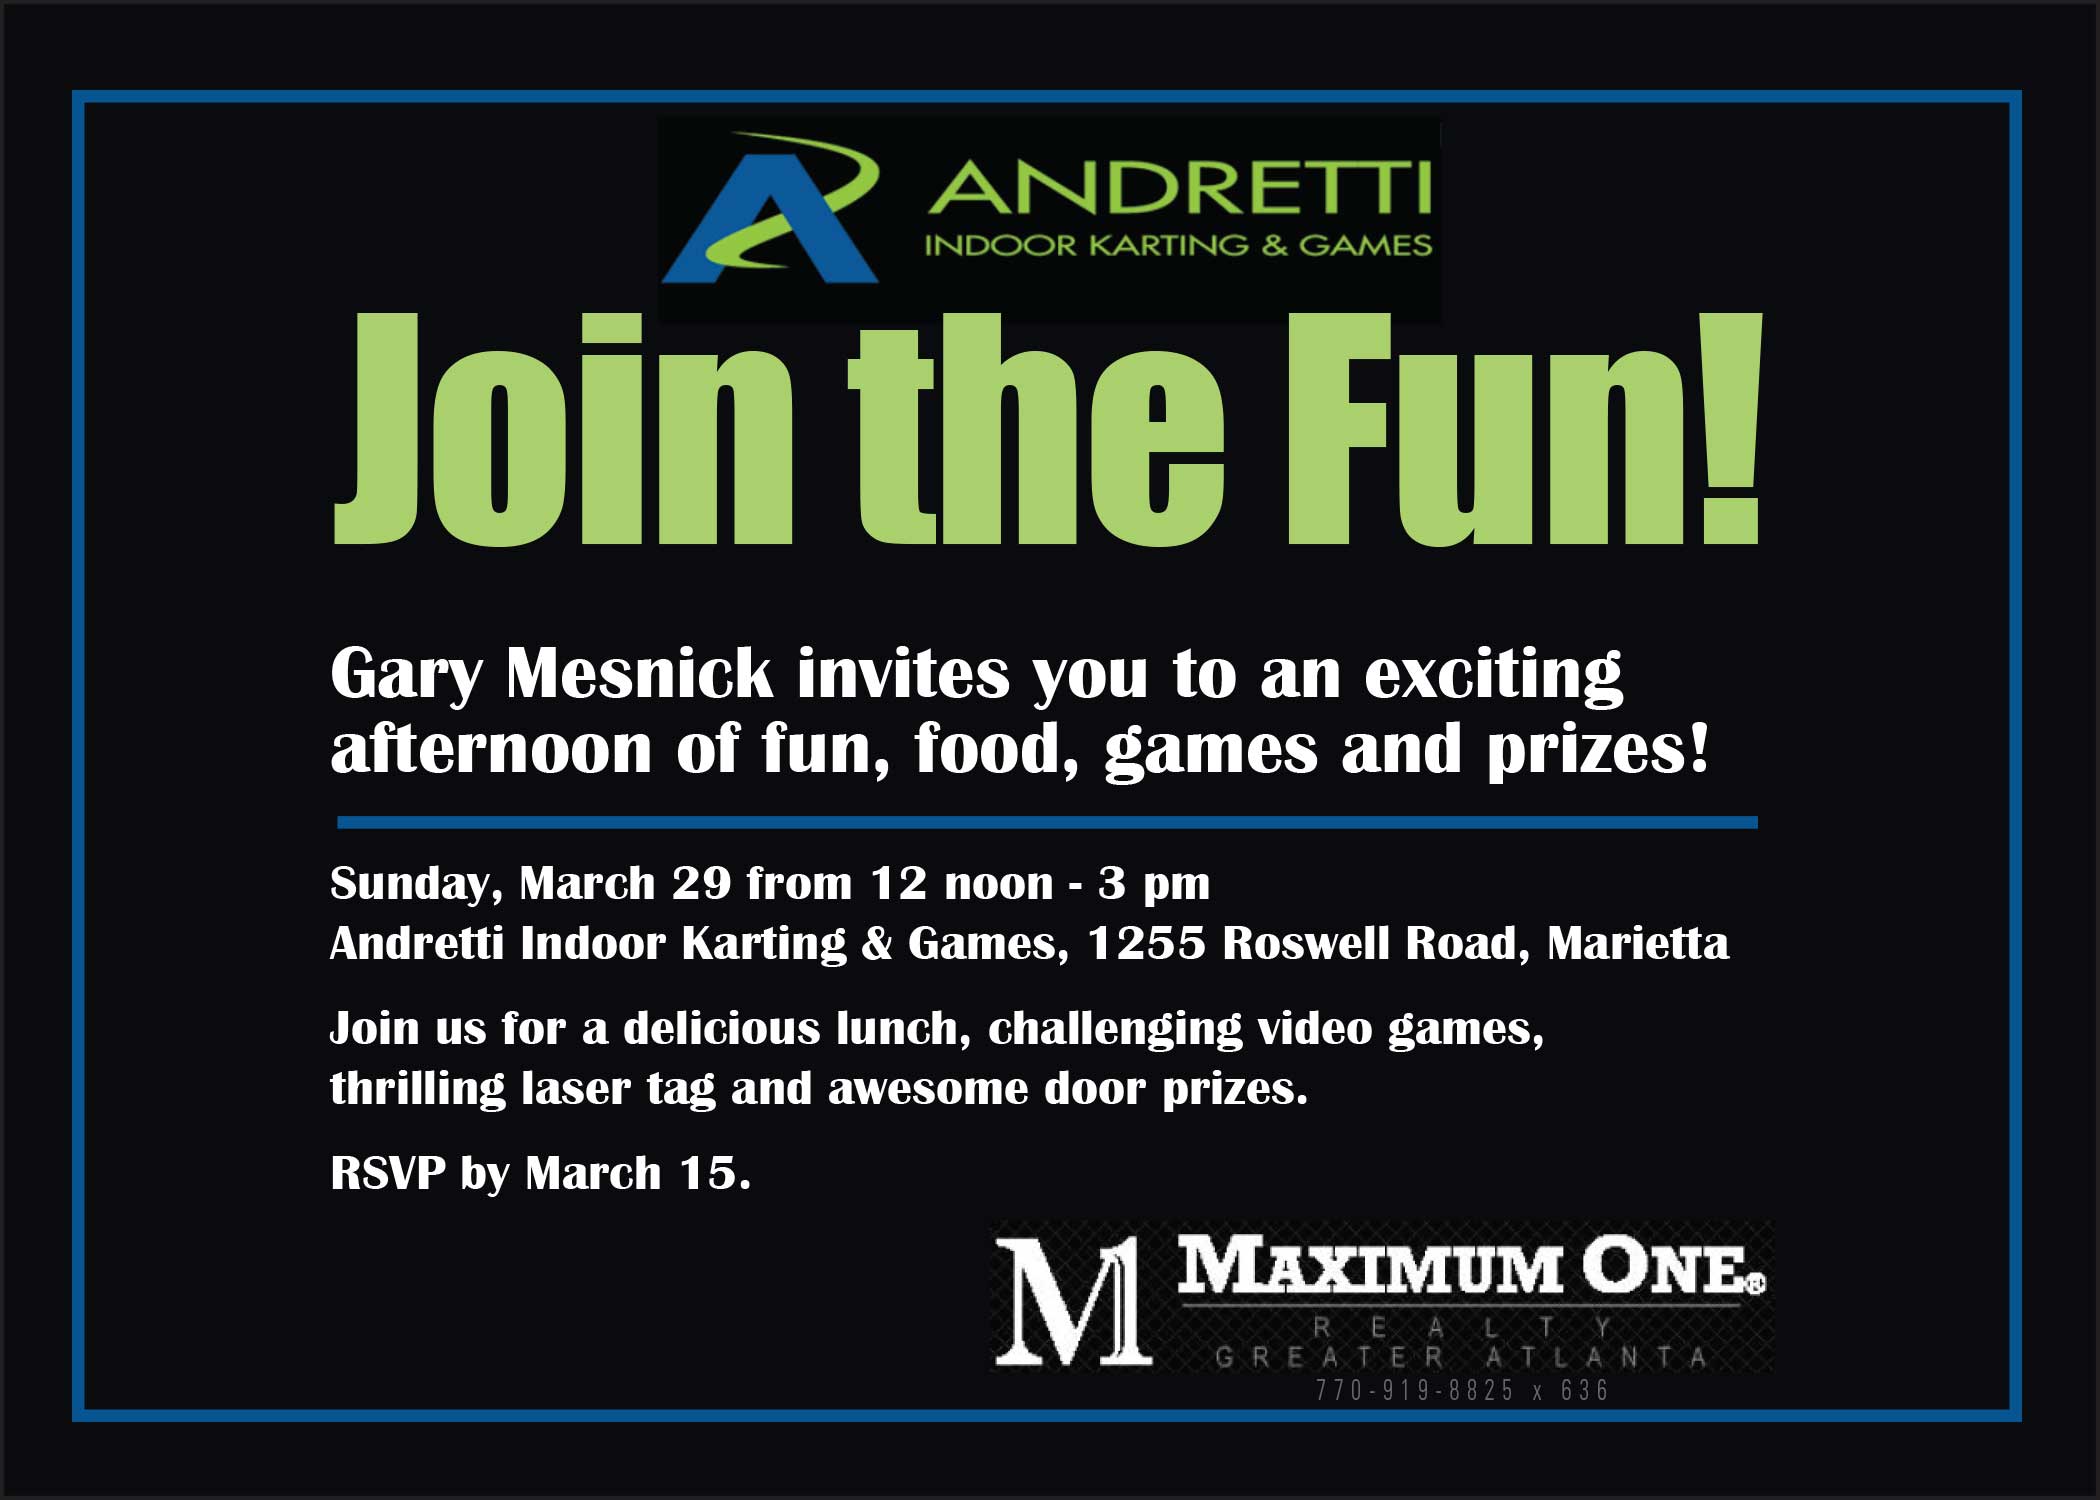 ANDRETTI
INDOOR KARTING & GAMES
Join the Fun!
Gary Mesnick invites you to an exciting
afternoon of fun, food, games and prizes!
Sunday, March 29 from 12 noon - 3 pm
Andretti Indoor Karting & Games, 1255 Roswell Road, Marietta
Join us for a delicious lunch, challenging video games,
thrilling laser tag and awesome door prizes.
RSVP by March 15.
M1 MAXIMUM ONE®
REALTY
GREATER ATLANTA
770-919-8825 x 636